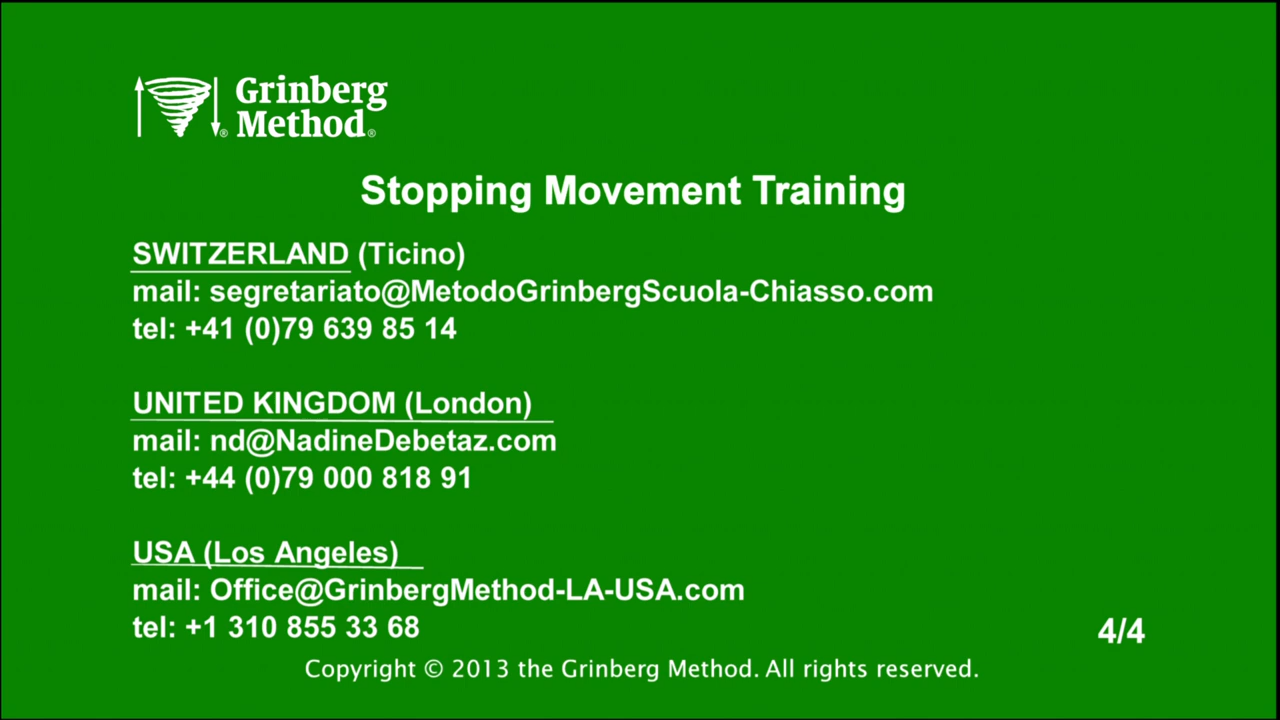 Grinberg
Method®
®
Stopping Movement Training
SWITZERLAND (Ticino)
mail: segretariato@MetodoGrinbergScuola-Chiasso.com
tel: +41 (0)79 639 85 14
UNITED KINGDOM (London)
mail: nd@NadineDebetaz.com
tel: +44 (0)79 000 818 91
USA (Los Angeles)
mail: Office@GrinbergMethod-LA-USA.com
tel: +1 310 855 33 68
4/4
Copyright © 2013 the Grinberg Method. All rights reserved.